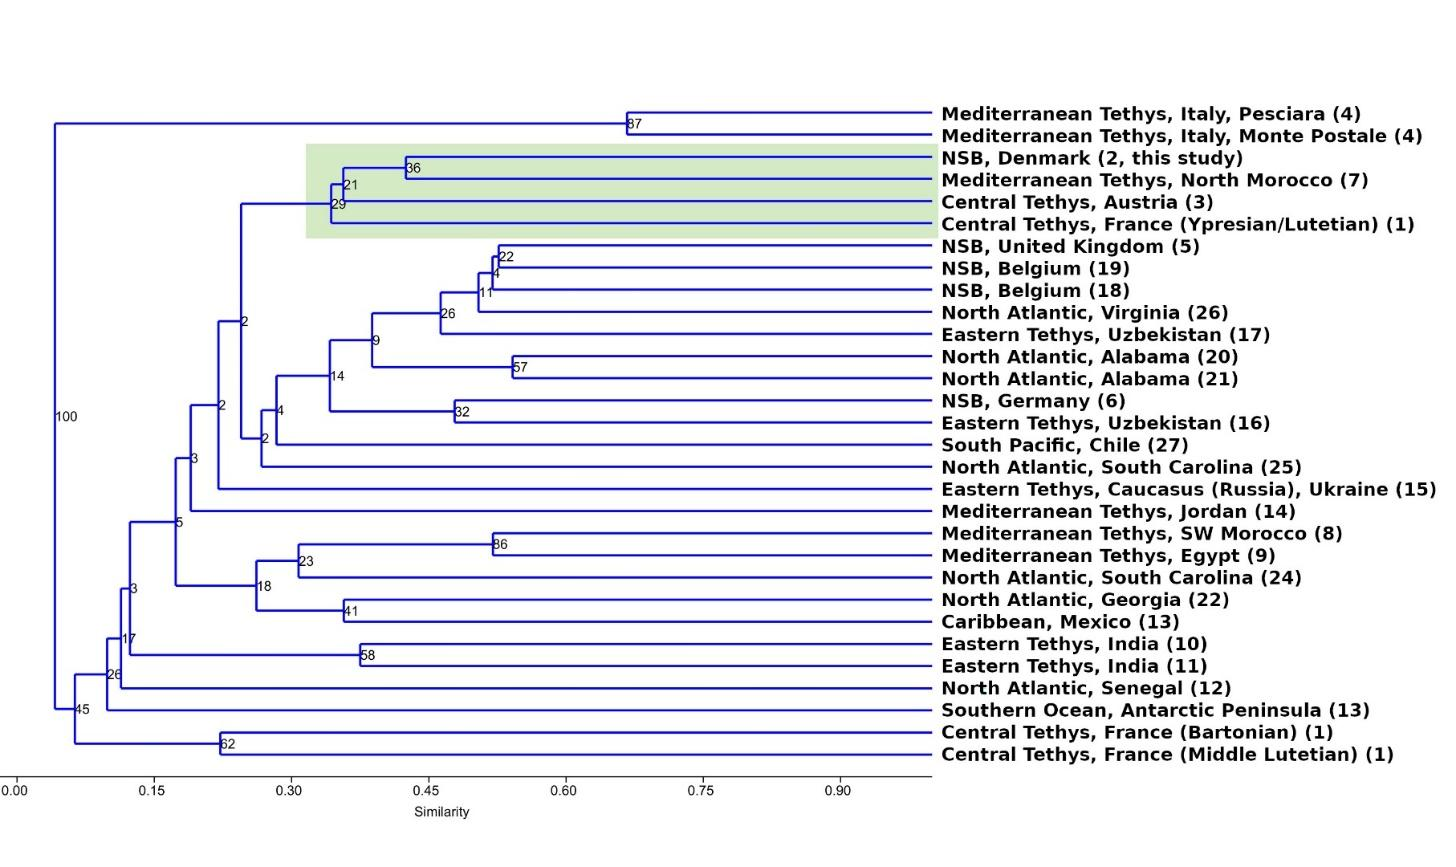 Mediterranean Tethys, Italy, Pesciara (4)
87
Mediterranean Tethys, Italy, Monte Postale (4)
NSB, Denmark (2, this study)
36
Mediterranean Tethys, North Morocco (7)
21
Central Tethys, Austria (3)
29
Central Tethys, France (Ypresian/Lutetian) (1)
NSB, United Kingdom (5)
22
NSB, Belgium (19)
4
NSB, Belgium (18)
11
North Atlantic, Virginia (26)
26
2
Eastern Tethys, Uzbekistan (17)
9
North Atlantic, Alabama (20)
57
14
North Atlantic, Alabama (21)
NSB, Germany (6)
2
4
32
100
Eastern Tethys, Uzbekistan (16)
2
South Pacific, Chile (27)
3
North Atlantic, South Carolina (25)
Eastern Tethys, Caucasus (Russia), Ukraine (15)
Mediterranean Tethys, Jordan (14)
5
Mediterranean Tethys, SW Morocco (8)
86
Mediterranean Tethys, Egypt (9)
23
North Atlantic, South Carolina (24)
18
3
North Atlantic, Georgia (22)
41
Caribbean, Mexico (13)
17
Eastern Tethys, India (10)
58
Eastern Tethys, India (11)
26
North Atlantic, Senegal (12)
45
Southern Ocean, Antarctic Peninsula (13)
Central Tethys, France (Bartonian) (1)
62
Central Tethys, France (Middle Lutetian) (1)
0.00 0.15 0.30 0.45 0.60 0.75 0.90
Similarity